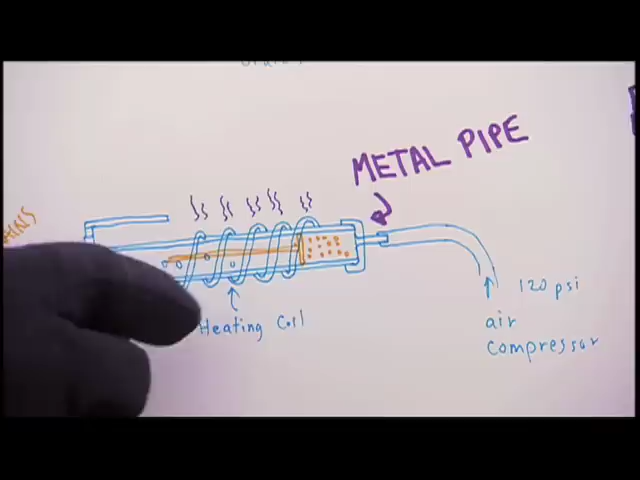 METAL PIPE
Heating Coil
120 psi
air
compressor